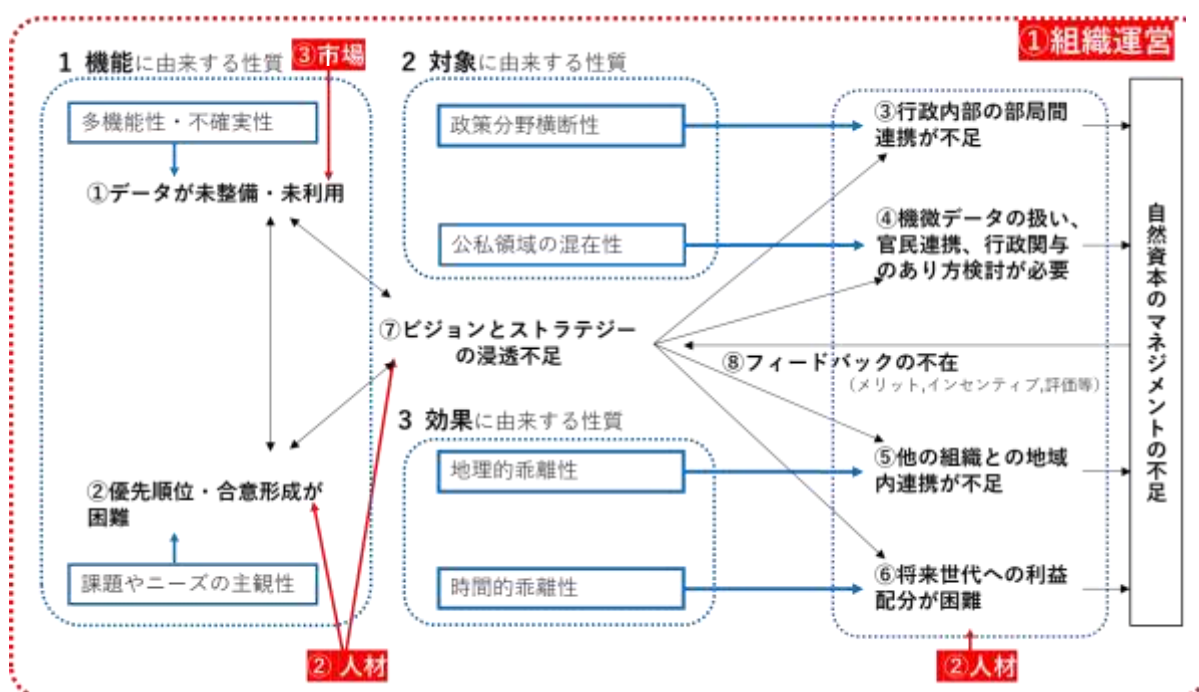 ①組織運営
1 機能に由来する性質
③市場
2 対象に由来する性質
多機能性・不確実性
①データが未整備・未利用
政策分野横断性
③行政内部の部局間
連携が不足
公私領域の混在性
④機微データの扱い、
官民連携、行政関与
のあり方検討が必要
⑦ビジョンとストラテジー
の浸透不足
⑧フィードバックの不在
(メリット,インセンティブ,評価等)
3 効果に由来する性質
②優先順位・合意形成が
困難
課題やニーズの主観性
地理的乖離性
⑤他の組織との地域
内連携が不足
時間的乖離性
⑥将来世代への利益
配分が困難
② 人材
②人材
自然資本のマネジメントの不足